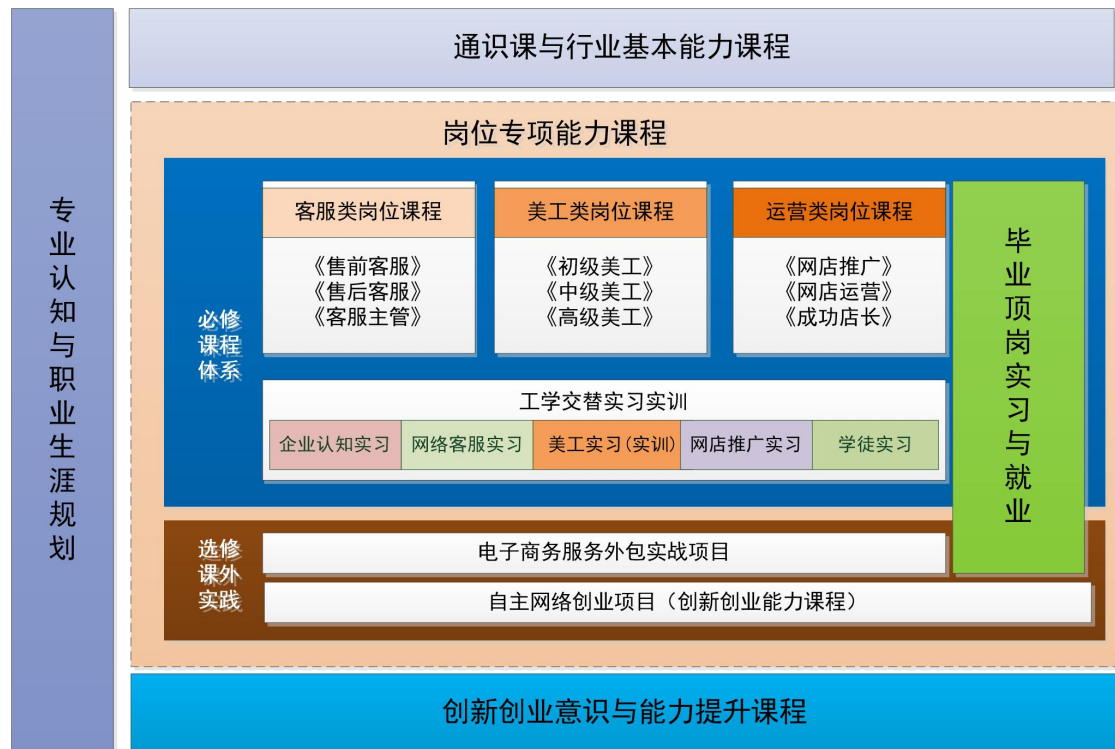 专业认知与职业生涯规划
通识课与行业基本能力课程
岗位专项能力课程
必修
课程
体系
客服类岗位课程
《售前客服》
《售后客服》
《客服主管》
美工类岗位课程
《初级美工》
《中级美工》
《高级美工》
运营类岗位课程
《网店推广》
《网店运营》
《成功店长》
工学交替实习实训
企业认知实习
网络客服实习
美工实习(实训)
网店推广实习
学徒实习
毕业顶岗实习与就业
选修
课外
实践
电子商务服务外包实战项目
自主网络创业项目（创新创业能力课程）
创新创业意识与能力提升课程